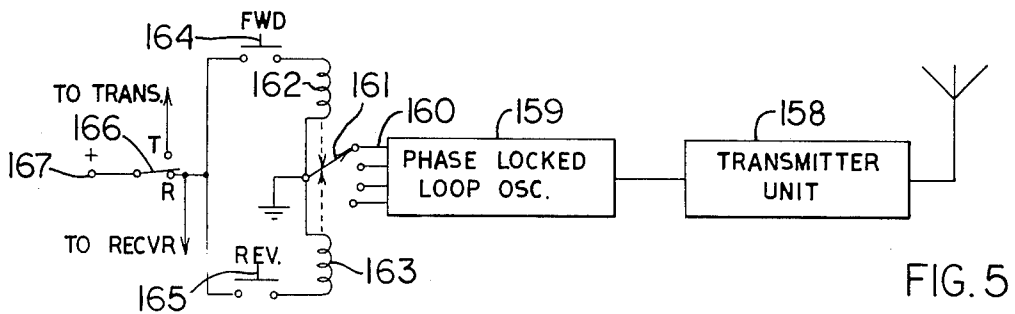 FWD
164
162
161
160
159
158
TO TRANS.
166
T
+
167
R
PHASE LOCKED
LOOP OSC.
TRANSMITTER
UNIT
TO RECVR
REV.
165
163
FIG. 5